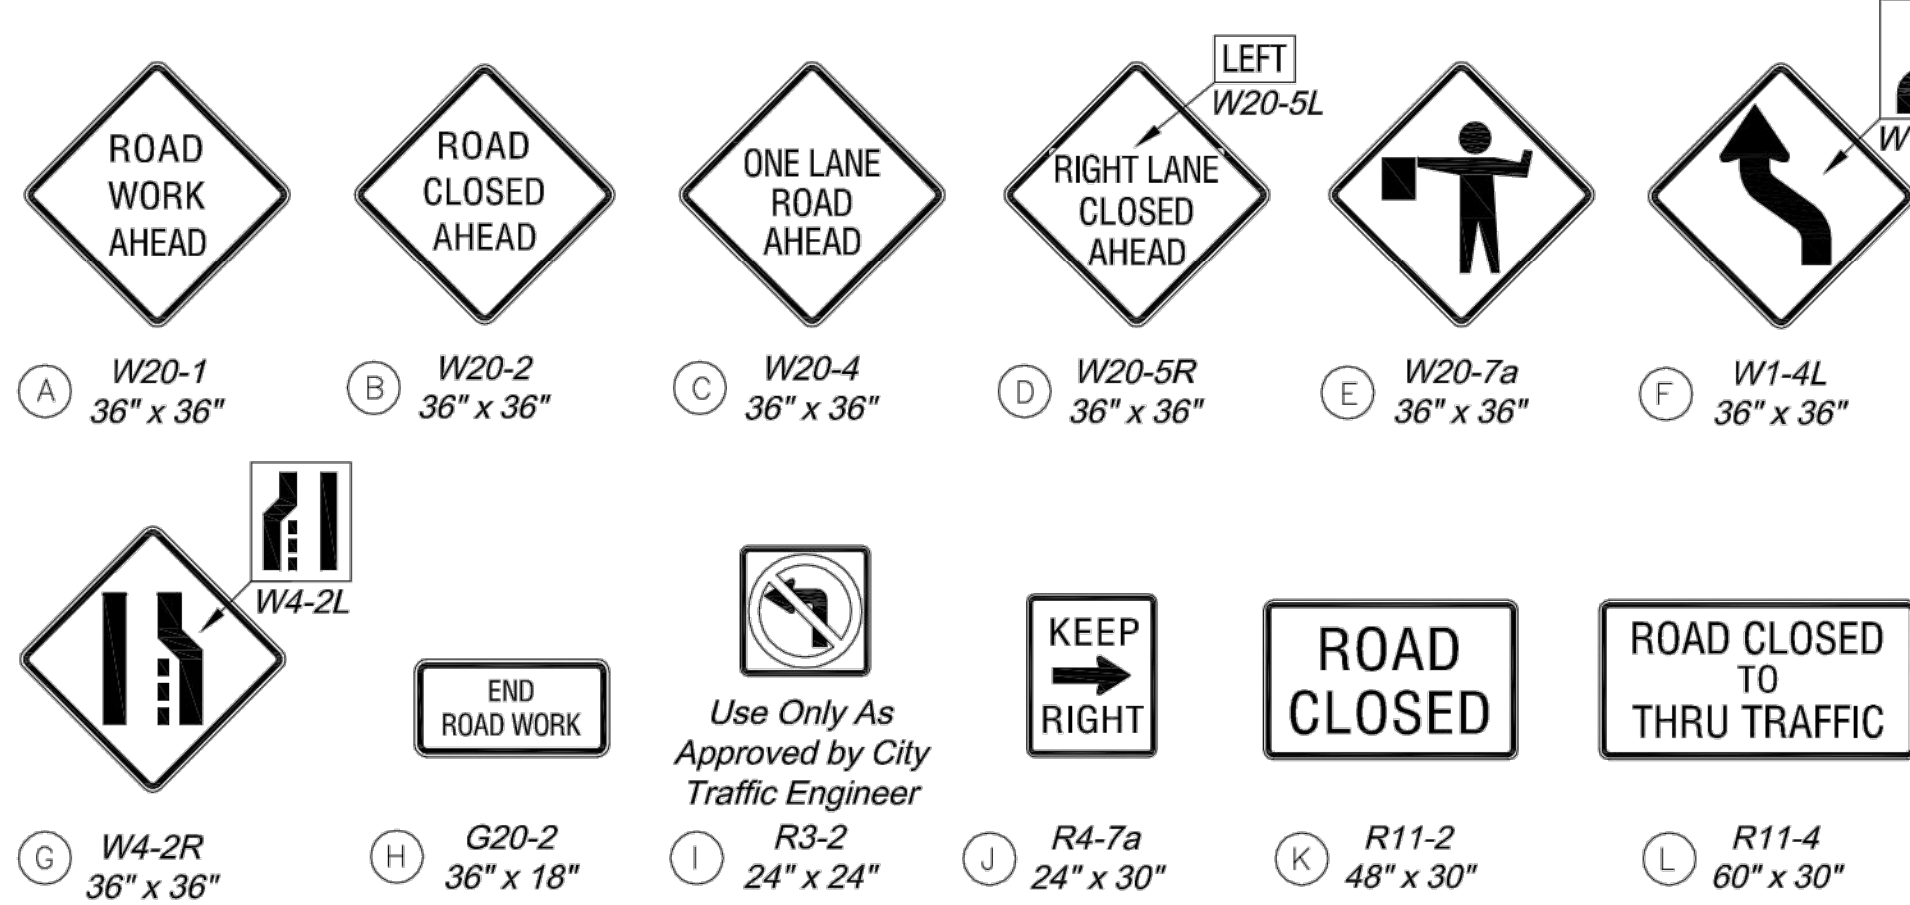 ROAD
WORK
AHEAD
A
W20-1
36" x 36"
ROAD
CLOSED
AHEAD
B
W20-2
36" x 36"
ONE LANE
ROAD
AHEAD
C
W20-4
36" x 36"
LEFT
W20-5L
RIGHT LANE
CLOSED
AHEAD
D
W20-5R
36" x 36"
E
W20-7a
36" x 36"
W
F
W1-4L
36" x 36"
W4-2L
G
W4-2R
36" x 36"
END
ROAD WORK
H
G20-2
36" x 18"
Use Only As
Approved by City
Traffic Engineer
I
R3-2
24" x 24"
KEEP
RIGHT
J
R4-7a
24" x 30"
ROAD
CLOSED
K
R11-2
48" x 30"
ROAD CLOSED
TO
THRU TRAFFIC
L
R11-4
60" x 30"